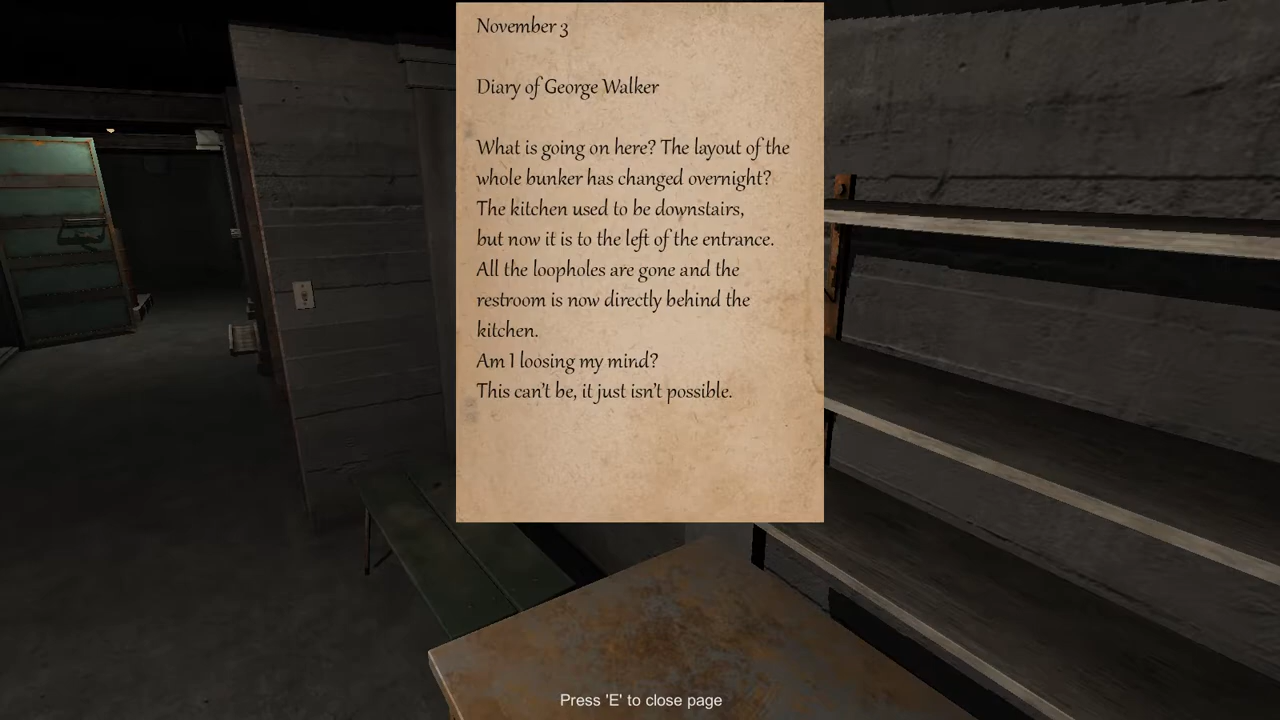 November 3
Diary of George Walker
What is going on here? The layout of the
whole bunker has changed overnight?
The kitchen used to be downstairs,
but now it is to the left of the entrance.
All the loopholes are gone and the
restroom is now directly behind the
kitchen.
Am I loosing my mind?
This can't be, it just isn't possible.
Press 'E' to close page